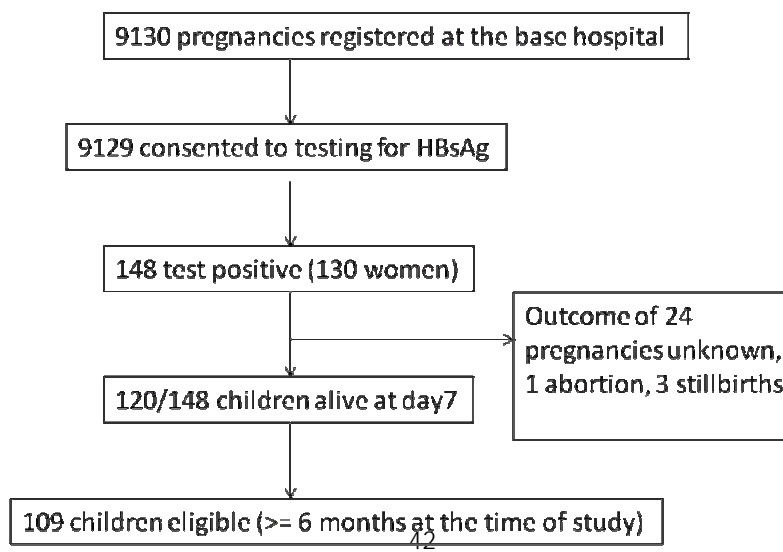 9130 pregnancies registered at the base hospital
9129 consented to testing for HBsAg
148 test positive (130 women)
Outcome of 24
pregnancies unknown,
1 abortion, 3 stillbirths
120/148 children alive at day7
109 children eligible (>= 6 months at the time of study)
42